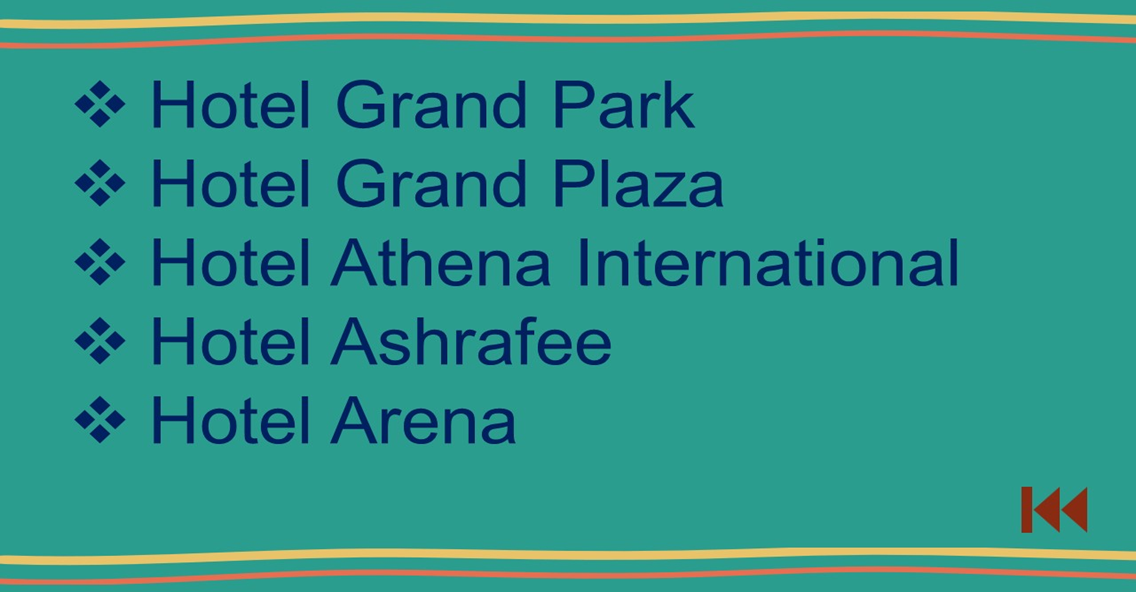 ❖ Hotel Grand Park
❖ Hotel Grand Plaza
❖ Hotel Athena International
❖ Hotel Ashrafee
❖ Hotel Arena